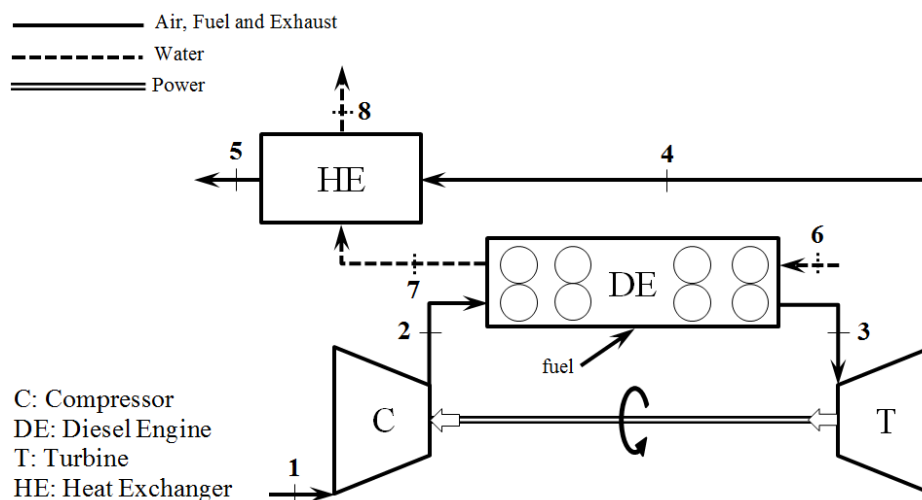 Air, Fuel and Exhaust
Water
Power
8
5
HE
4
7
DE
6
2
fuel
3
C
T
1
C: Compressor
DE: Diesel Engine
T: Turbine
HE: Heat Exchanger